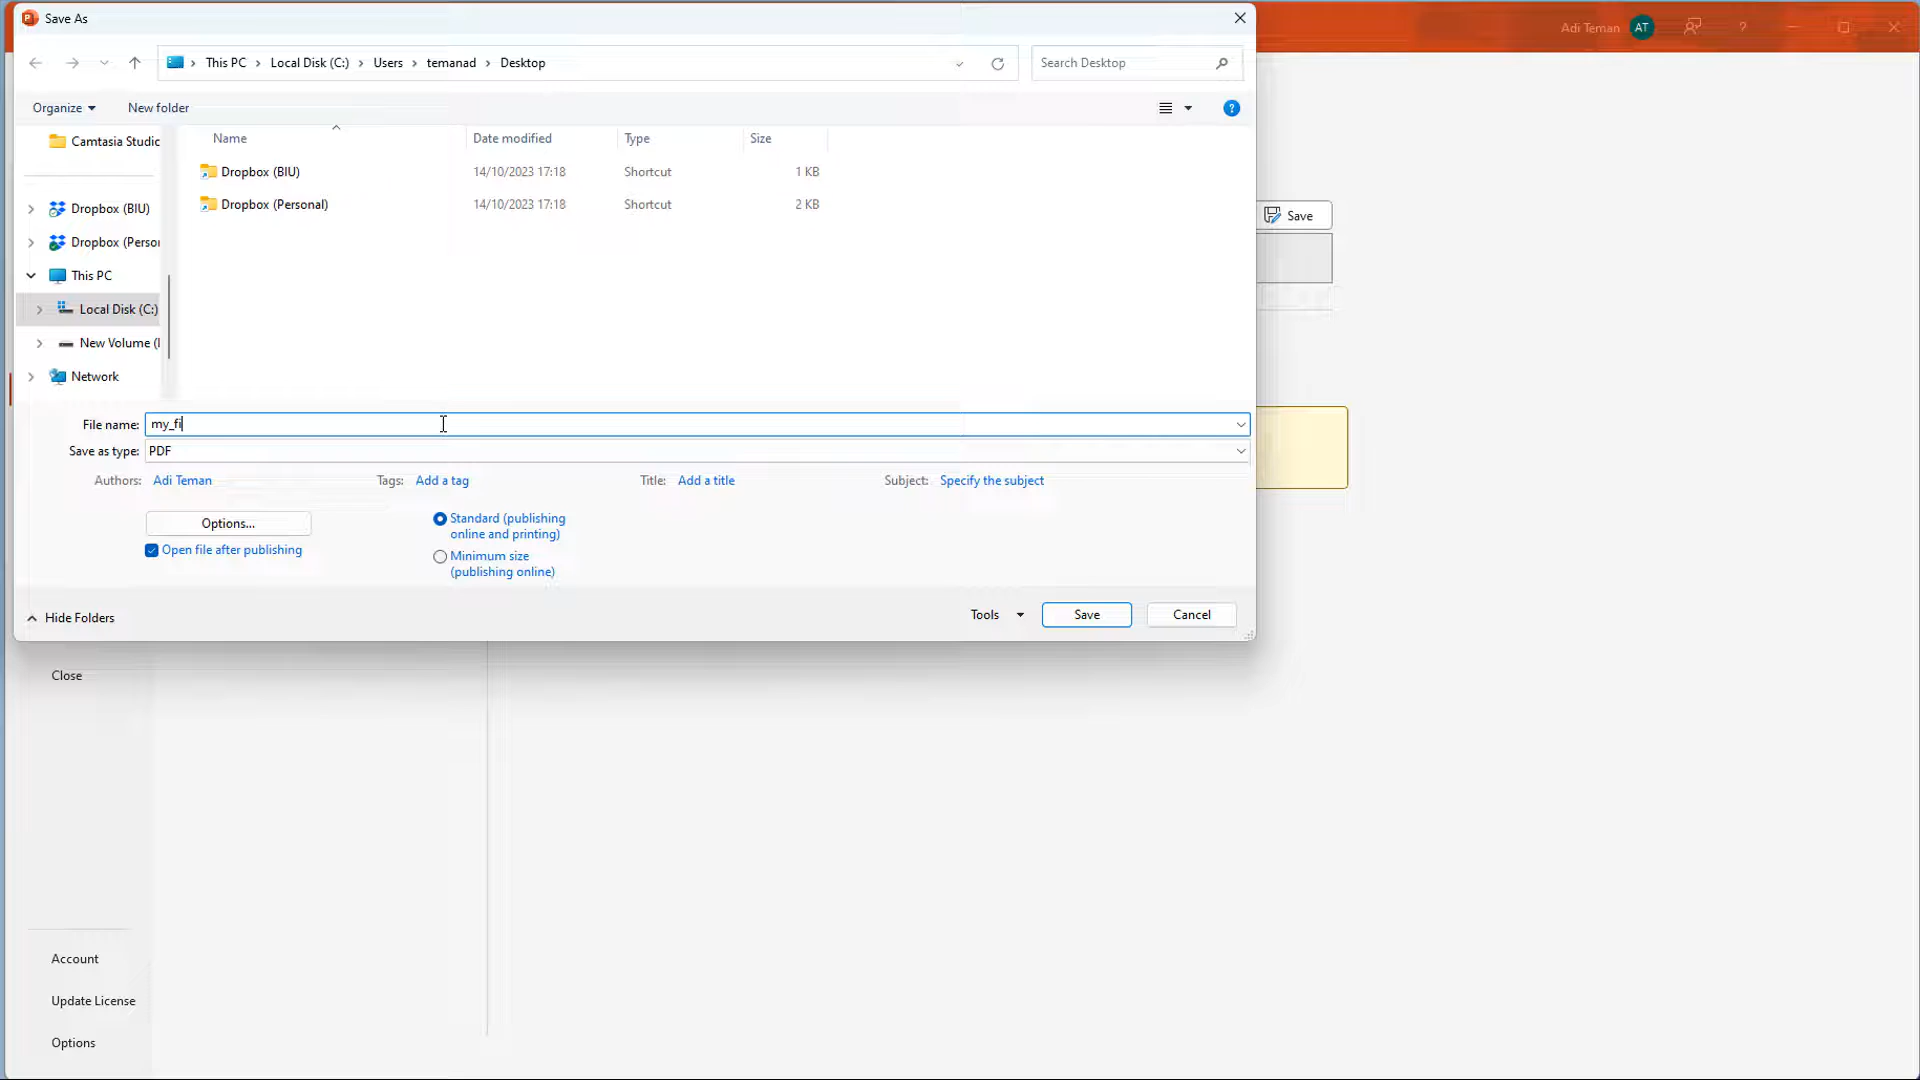 Save As
Adi Teman AT ?
This PC Local Disk (C:) Users temanad Desktop
Search Desktop
Organize New folder ?
Camtasia Studic
Dropbox (BIU)
Dropbox (Persor
This PC
Local Disk (C:)
New Volume (I
Network
Name Date modified Type Size
Dropbox (BIU) 14/10/2023 17:18 Shortcut 1 KB
Dropbox (Personal) 14/10/2023 17:18 Shortcut 2 KB
Save
File name: my_fi
Save as type: PDF
Authors: Adi Teman Tags: Add a tag Title: Add a title Subject: Specify the subject
Options...
Open file after publishing
Standard (publishing
online and printing)
Minimum size
(publishing online)
Hide Folders
Tools Save Cancel
Close
Account
Update License
Options